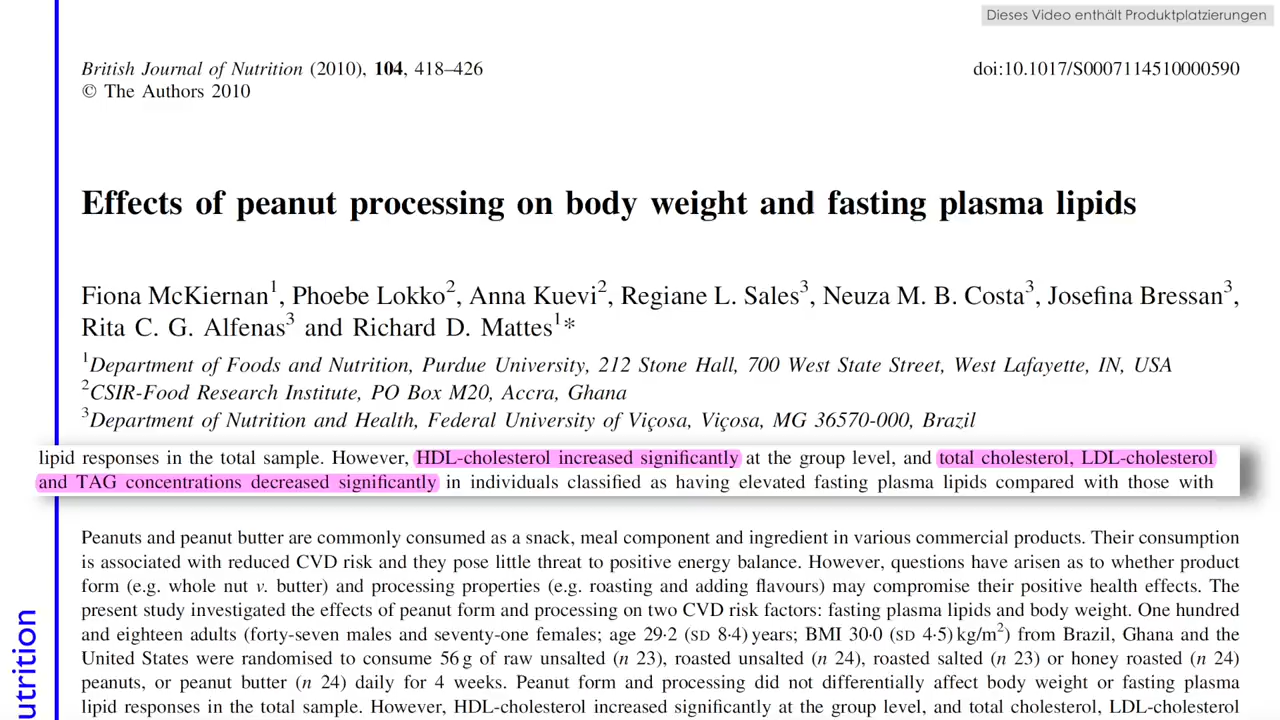 Dieses Video enthält Produktplatzierungen
British Journal of Nutrition (2010), 104, 418–426
doi:10.1017/S0007114510000590
© The Authors 2010
Effects of peanut processing on body weight and fasting plasma lipids
Fiona McKiernan1, Phoebe Lokko2, Anna Kuevi2, Regiane L. Sales3, Neuza M. B. Costa3, Josefina Bressan3,
Rita C. G. Alfenas3 and Richard D. Mattes1*
1Department of Foods and Nutrition, Purdue University, 212 Stone Hall, 700 West State Street, West Lafayette, IN, USA
2CSIR-Food Research Institute, PO Box M20, Accra, Ghana
3Department of Nutrition and Health, Federal University of Viçosa, Viçosa, MG 36570-000, Brazil
lipid responses in the total sample. However, HDL-cholesterol increased significantly at the group level, and total cholesterol, LDL-cholesterol
and TAG concentrations decreased significantly in individuals classified as having elevated fasting plasma lipids compared with those with
Peanuts and peanut butter are commonly consumed as a snack, meal component and ingredient in various commercial products. Their consumption
is associated with reduced CVD risk and they pose little threat to positive energy balance. However, questions have arisen as to whether product
form (e.g. whole nut v. butter) and processing properties (e.g. roasting and adding flavours) may compromise their positive health effects. The
present study investigated the effects of peanut form and processing on two CVD risk factors: fasting plasma lipids and body weight. One hundred
and eighteen adults (forty-seven males and seventy-one females; age 29·2 (SD 8·4) years; BMI 30·0 (SD 4·5) kg/m2) from Brazil, Ghana and the
United States were randomised to consume 56 g of raw unsalted (n 23), roasted unsalted (n 24), roasted salted (n 23) or honey roasted (n 24)
peanuts, or peanut butter (n 24) daily for 4 weeks. Peanut form and processing did not differentially affect body weight or fasting plasma
lipid responses in the total sample. However, HDL-cholesterol increased significantly at the group level, and total cholesterol, LDL-cholesterol
utrition